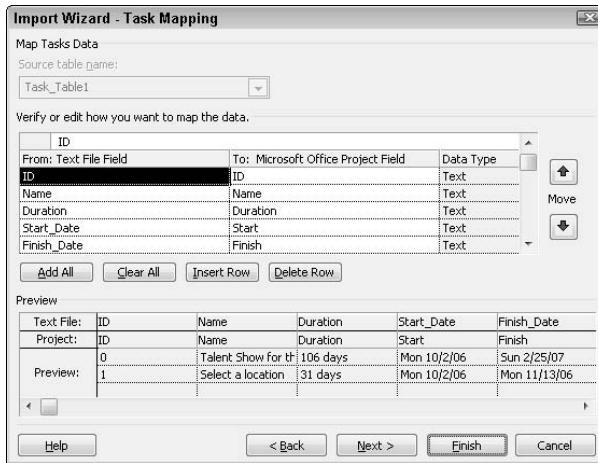 Import Wizard - Task Mapping
Map Tasks Data
Source table name:
Task_Table1
Verify or edit how you want to map the data.
ID
From: Text File Field To: Microsoft Office Project Field Data Type
ID ID Text
Name Name Text
Duration Duration Text
Start_Date Start Text
Finish_Date Finish Text
Move
Add All Clear All Insert Row Delete Row
Preview
Text File: ID Name Duration Start_Date Finish_Date
Project: ID Name Duration Start Finish
Preview:
0 Talent Show for th 106 days Mon 10/2/06 Sun 2/25/07
1 Select a location 31 days Mon 10/2/06 Mon 11/13/06
Help < Back Next > Finish Cancel